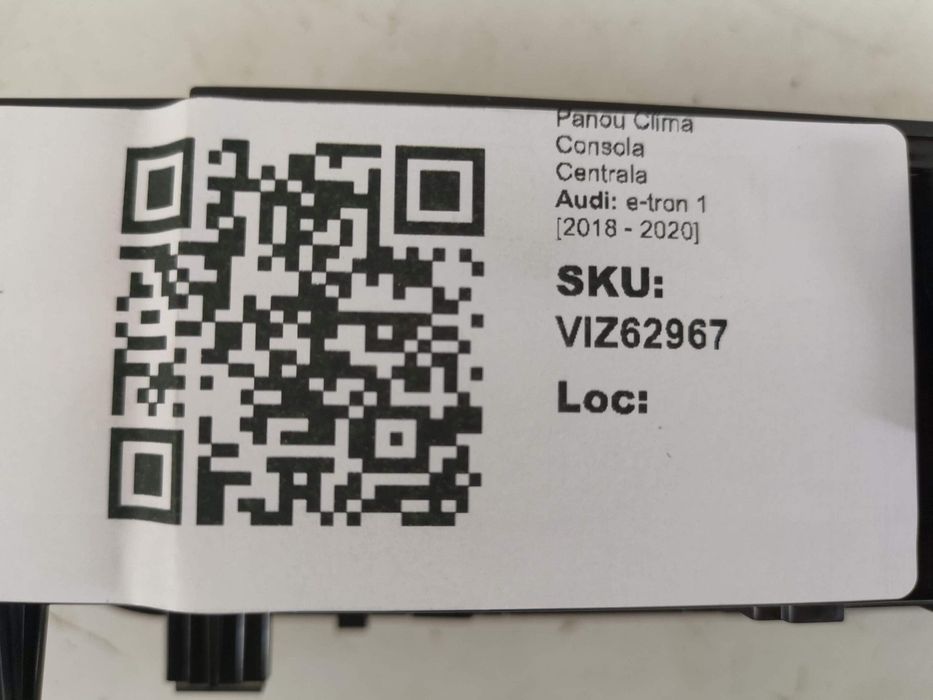 Panou Clima
Consola
Centrala
Audi: e-tron 1
[2018 - 2020]
SKU:
VIZ62967
Loc: